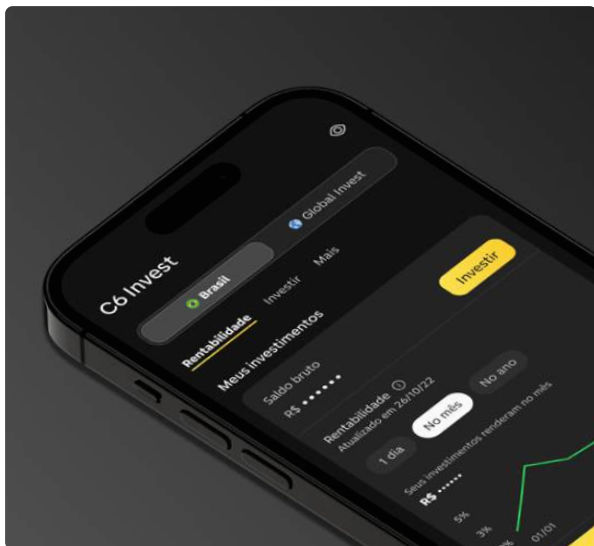 C6 Invest
Brasil
Global Invest
Rentabilidade
Investir
Mais
Meus investimentos
Saldo bruto
R$ ••••••
Investir
Rentabilidade
Atualizado em 26/10/22
1 dia
No mês
No ano
Seus investimentos renderam no mês
R$ ••••••
5%
3%
01/01